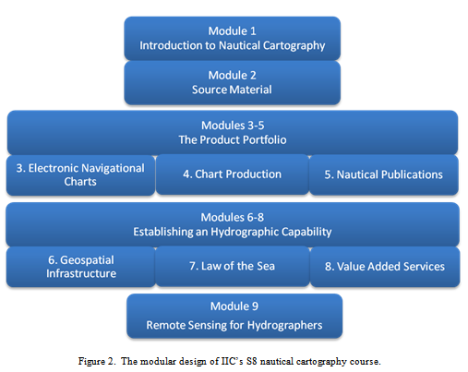 Module 1
Introduction to Nautical Cartography
Module 2
Source Material
Modules 3-5
The Product Portfolio
3. Electronic Navigational
Charts
4. Chart Production
5. Nautical Publications
Modules 6-8
Establishing an Hydrographic Capability
6. Geospatial
Infrastructure
7. Law of the Sea
8. Value Added Services
Module 9
Remote Sensing for Hydrographers
Figure 2.  The modular design of IIC's S8 nautical cartography course.